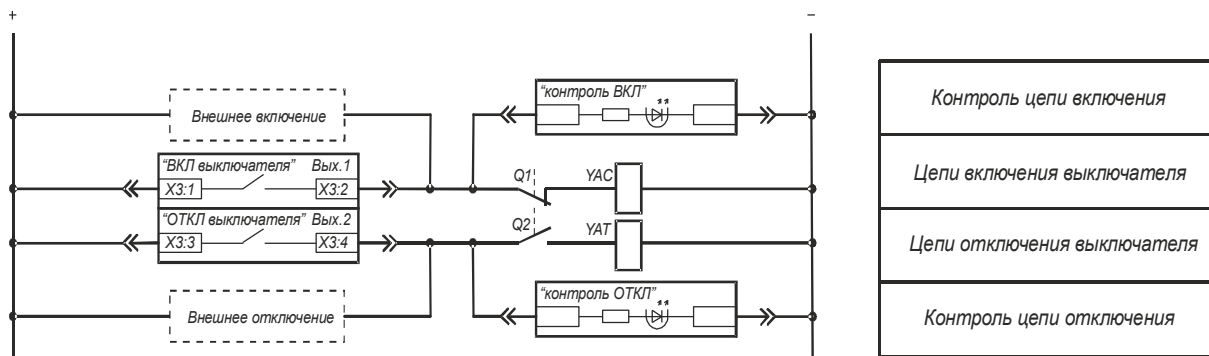 +
–
"контроль ВКЛ"
Внешнее включение
Контроль цепи включения
"ВКЛ выключателя" Вых.1
X3:1
X3:2
Q1
YAC
Цепи включения выключателя
"ОТКЛ выключателя" Вых.2
X3:3
X3:4
Q2
YAT
Цепи отключения выключателя
"контроль ОТКЛ"
Внешнее отключение
Контроль цепи отключения